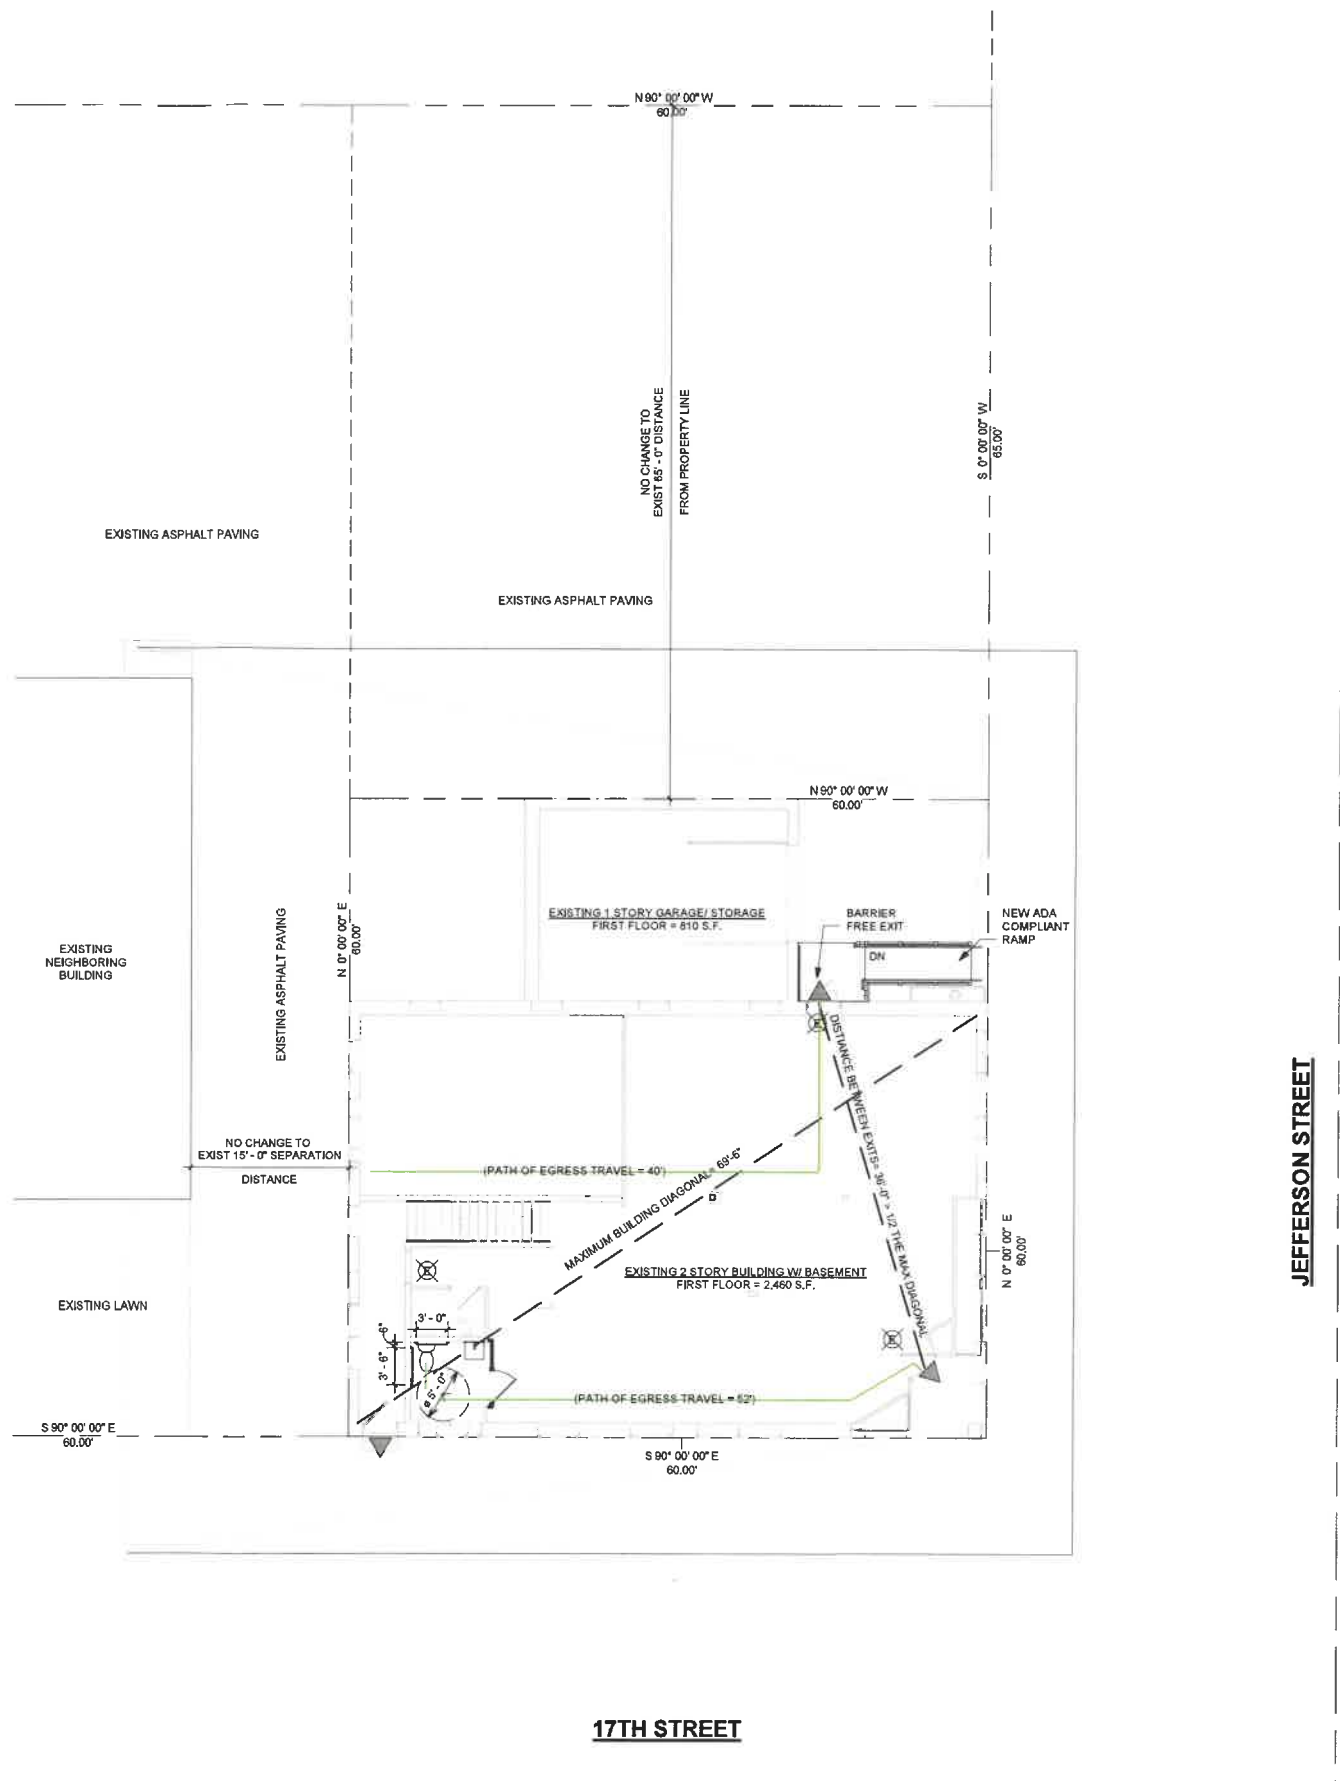 N 90° 00' 00" W
60.00'
NO CHANGE TO
EXIST 65' - 0" DISTANCE
FROM PROPERTY LINE
S 0° 00' 00" W
65.00'
EXISTING ASPHALT PAVING
EXISTING ASPHALT PAVING
N 90° 00' 00" W
60.00'
EXISTING 1 STORY GARAGE/ STORAGE
FIRST FLOOR = 810 S.F.
BARRIER
FREE EXIT
NEW ADA
COMPLIANT
RAMP
DN
EXISTING
NEIGHBORING
BUILDING
EXISTING ASPHALT PAVING
N 0° 00' 00" E
60.00'
E
DISTIANCE BETWEEN EXITS= 36'-0" > 1/2 THE MAX DIAGONAL
NO CHANGE TO
EXIST 15' - 0" SEPARATION
DISTANCE
(PATH OF EGRESS TRAVEL = 40')
MAXIMUM BUILDING DIAGONAL= 69'-6"
JEFFERSON STREET
EXISTING 2 STORY BUILDING W/ BASEMENT
FIRST FLOOR = 2,460 S.F.
N 0° 00' 00" E
60.00'
E
EXISTING LAWN
3' - 0"
6"
3' - 6"
E
ø 5' - 0"
(PATH OF EGRESS TRAVEL = 52')
S 90° 00' 00" E
60.00'
S 90° 00' 00" E
60.00'
17TH STREET